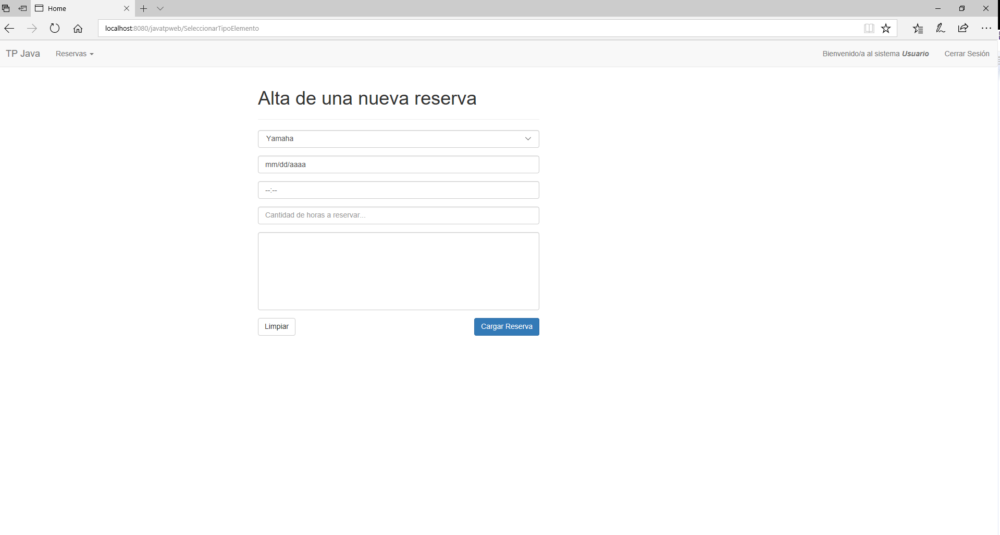 Home
localhost:8080/javatpweb/SeleccionarTipoElemento
TP Java Reservas Bienvenido/a al sistema Usuario Cerrar Sesión
Alta de una nueva reserva
Yamaha
mm/dd/aaaa
--:--
Cantidad de horas a reservar...
Limpiar Cargar Reserva